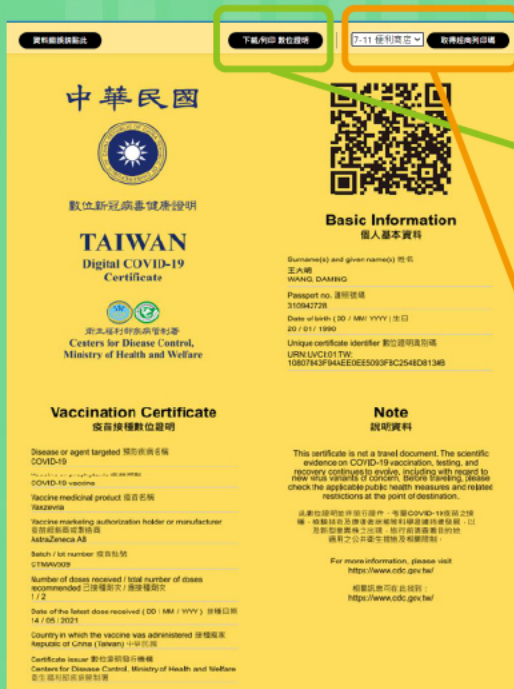 資料錯誤請點此
下載/列印 數位證明
7-11 便利商店
取得超商列印碼
中華民國
數位新冠病毒健康證明
TAIWAN
Digital COVID-19
Certificate
衛生福利部疾病管制署
Centers for Disease Control,
Ministry of Health and Welfare
Basic Information
個人基本資料
Surname(s) and given name(s) 姓名
王大明
WANG, DAMING
Passport no. 護照號碼
310942728
Date of birth ( DD / MM/ YYYY ) 生日
20 / 01 / 1990
Unique certificate identifier 數位證明識別碼
URN:UVCI:01:TW:
Vaccination Certificate
疫苗接種數位證明
Disease or agent targeted 預防疾病名稱
COVID-19
COVID-19 vaccine
Vaccine medicinal product 疫苗名稱
Vaxzevria
Vaccine marketing authorization holder or manufacturer
AstraZeneca AB
Batch / lot number 疫苗批號
CTMAV509
Number of doses received / total number of doses
recommended 已接種劑次 / 應接種劑次
1 / 2
Date of the latest dose received ( DD / MM / YYYY ) 接種日期
14 / 05 / 2021
Country in which the vaccine was administered 接種國家
Republic of China (Taiwan) 中華民國
Certificate issuer 數位證明發行機構
Centers for Disease Control, Ministry of Health and Welfare
衛生福利部疾病管制署
Note
說明資料
This certificate is not a travel document. The scientific
evidence on COVID-19 vaccination, testing, and
recovery continues to evolve, including with regard to
new virus variants of concern. Before traveling, please
check the applicable public health measures and related
restrictions at the point of destination.
For more information, please visit
https://www.cdc.gov.tw/
相關訊息可在此找到：
https://www.cdc.gov.tw/